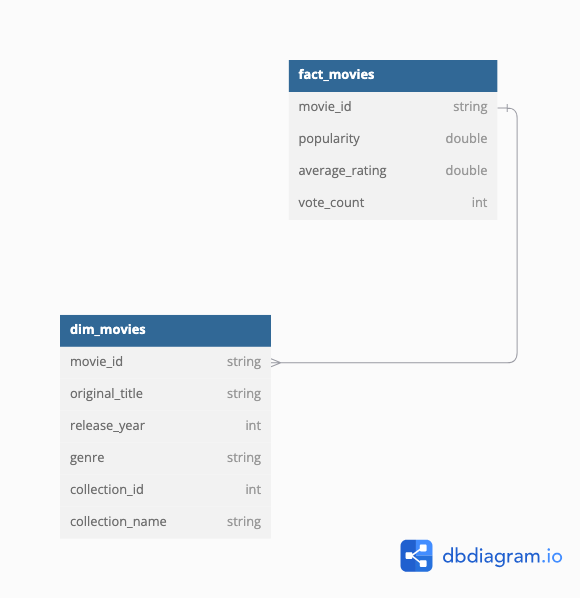 fact_movies
movie_id string
popularity double
average_rating double
vote_count int
dim_movies
movie_id string
original_title string
release_year int
genre string
collection_id int
collection_name string
dbdiagram.io